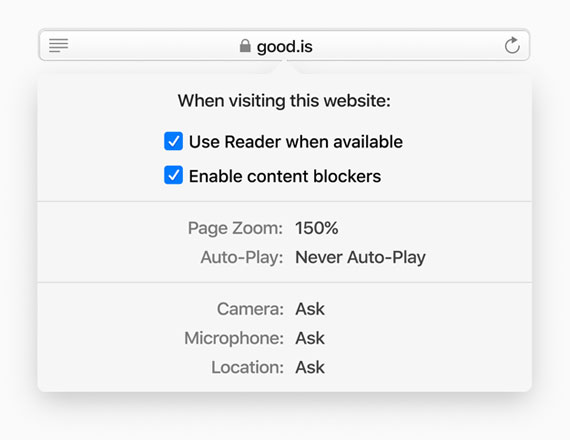 good.is
When visiting this website:
Use Reader when available
Enable content blockers
Page Zoom: 150%
Auto-Play: Never Auto-Play
Camera: Ask
Microphone: Ask
Location: Ask